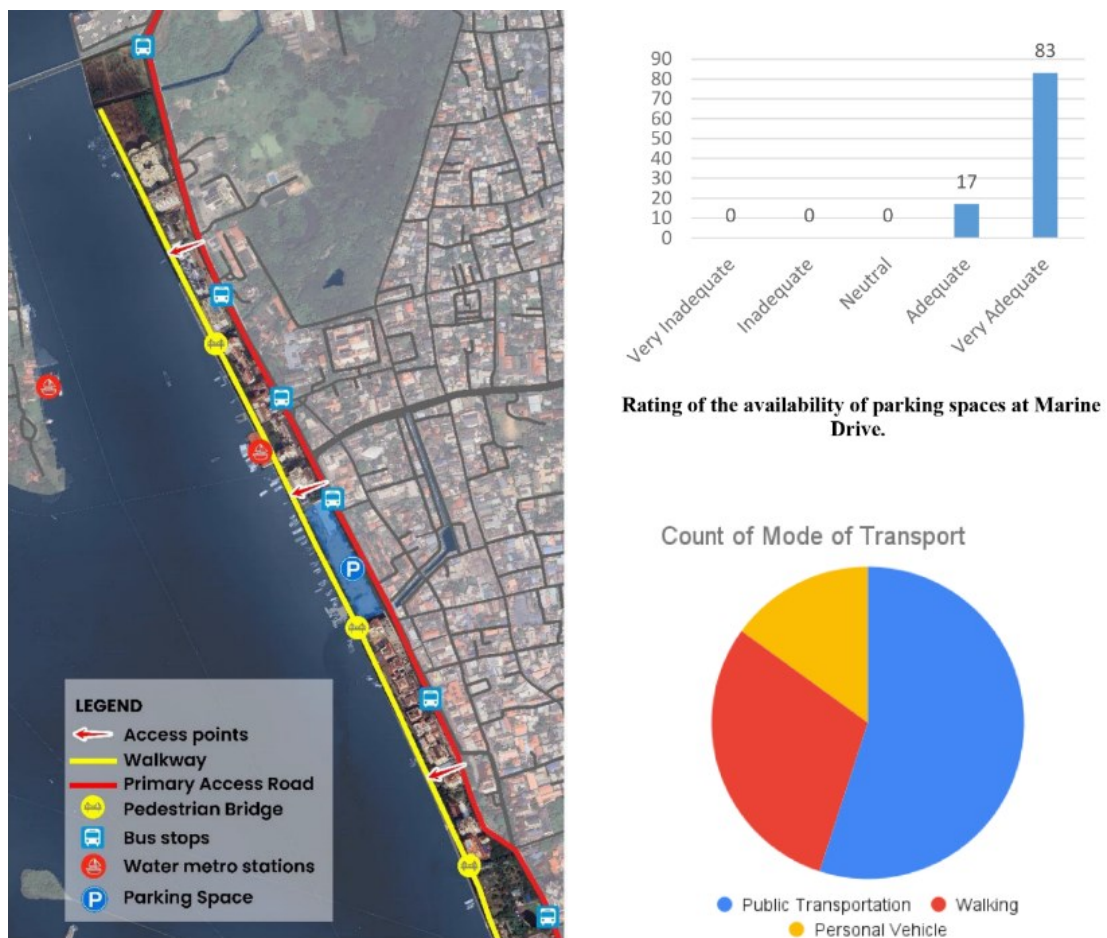 LEGEND
Access points
Walkway
Primary Access Road
Pedestrian Bridge
Bus stops
Water metro stations
P Parking Space
P
90
80
70
60
50
40
30
20
10
0
0
0
0
17
83
Very Inadequate
Inadequate
Neutral
Adequate
Very Adequate
Rating of the availability of parking spaces at Marine
Drive.
Count of Mode of Transport
Public Transportation
Walking
Personal Vehicle